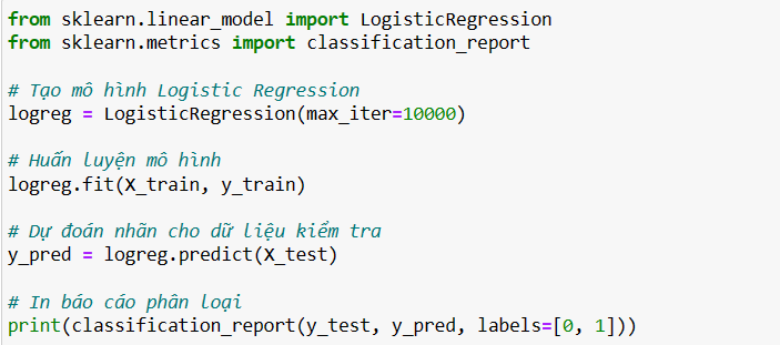 from sklearn.linear_model import LogisticRegression
from sklearn.metrics import classification_report
# Tạo mô hình Logistic Regression
logreg = LogisticRegression(max_iter=10000)
# Huấn luyện mô hình
logreg.fit(X_train, y_train)
# Dự đoán nhãn cho dữ liệu kiểm tra
y_pred = logreg.predict(X_test)
# In báo cáo phân loại
print(classification_report(y_test, y_pred, labels=[0, 1]))